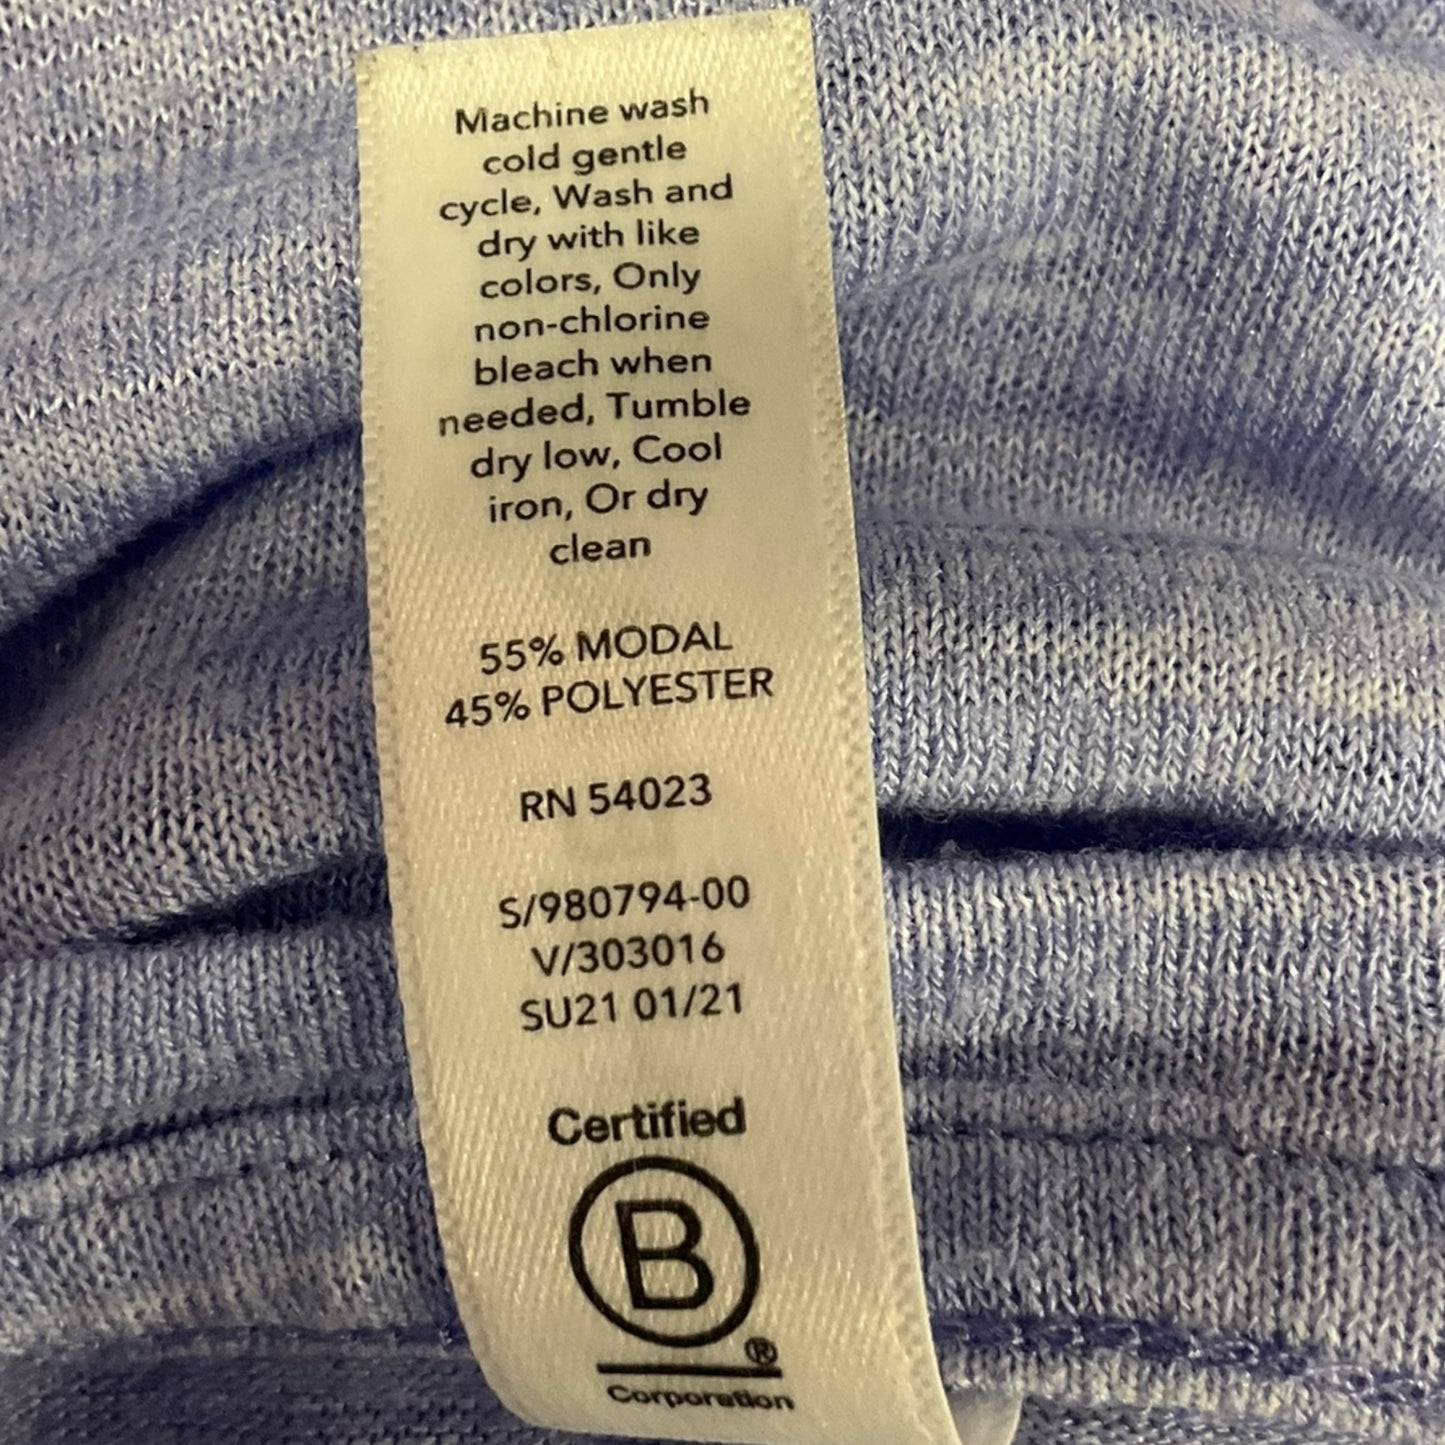 Machine wash
cold gentle
cycle, Wash and
dry with like
colors, Only
non-chlorine
bleach when
needed, Tumble
dry low, Cool
iron, Or dry
clean
55% MODAL
45% POLYESTER
RN 54023
S/980794-00
V/303016
SU21 01/21
Certified
B
®
Corporation